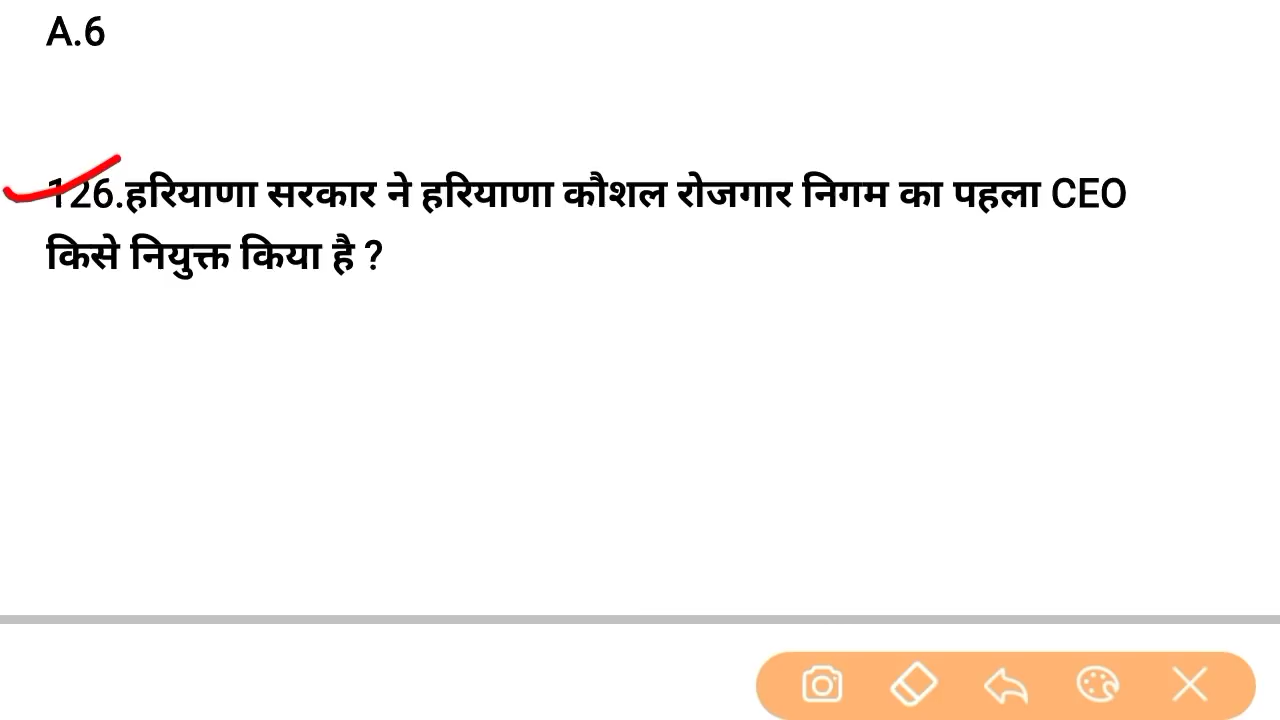 A.6
126.हरियाणा सरकार ने हरियाणा कौशल रोजगार निगम का पहला CEO
किसे नियुक्त किया है ?